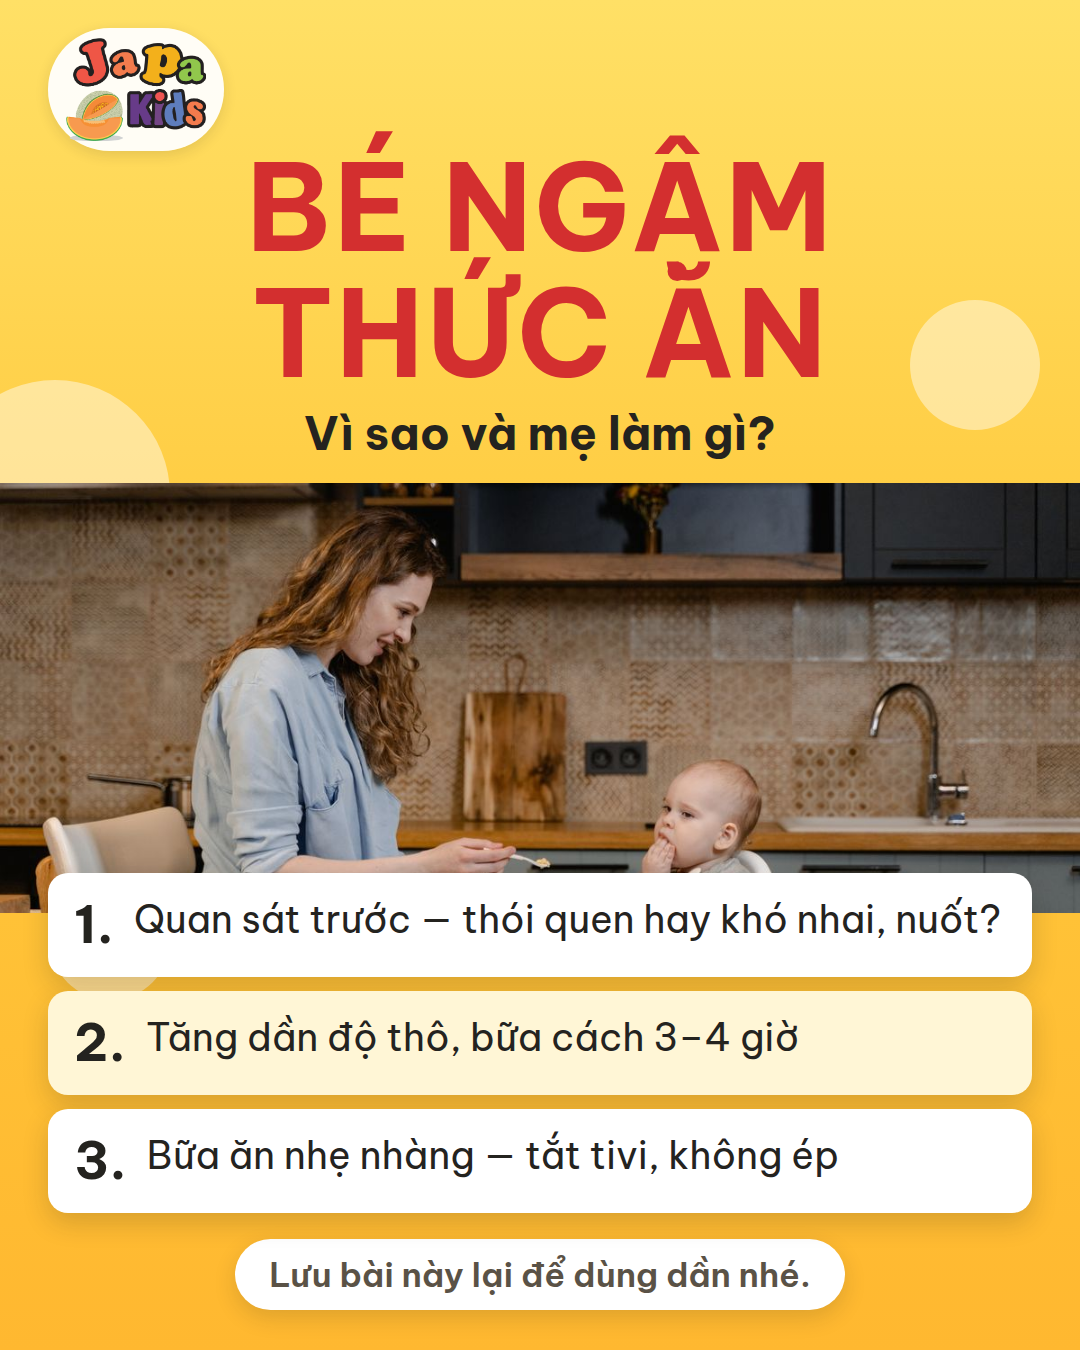 Japa
Kids
BÉ NGÂM
THỨC ĂN
Vì sao và mẹ làm gì?
1. Quan sát trước — thói quen hay khó nhai, nuốt?
2. Tăng dần độ thô, bữa cách 3–4 giờ
3. Bữa ăn nhẹ nhàng — tắt tivi, không ép
Lưu bài này lại để dùng dần nhé.